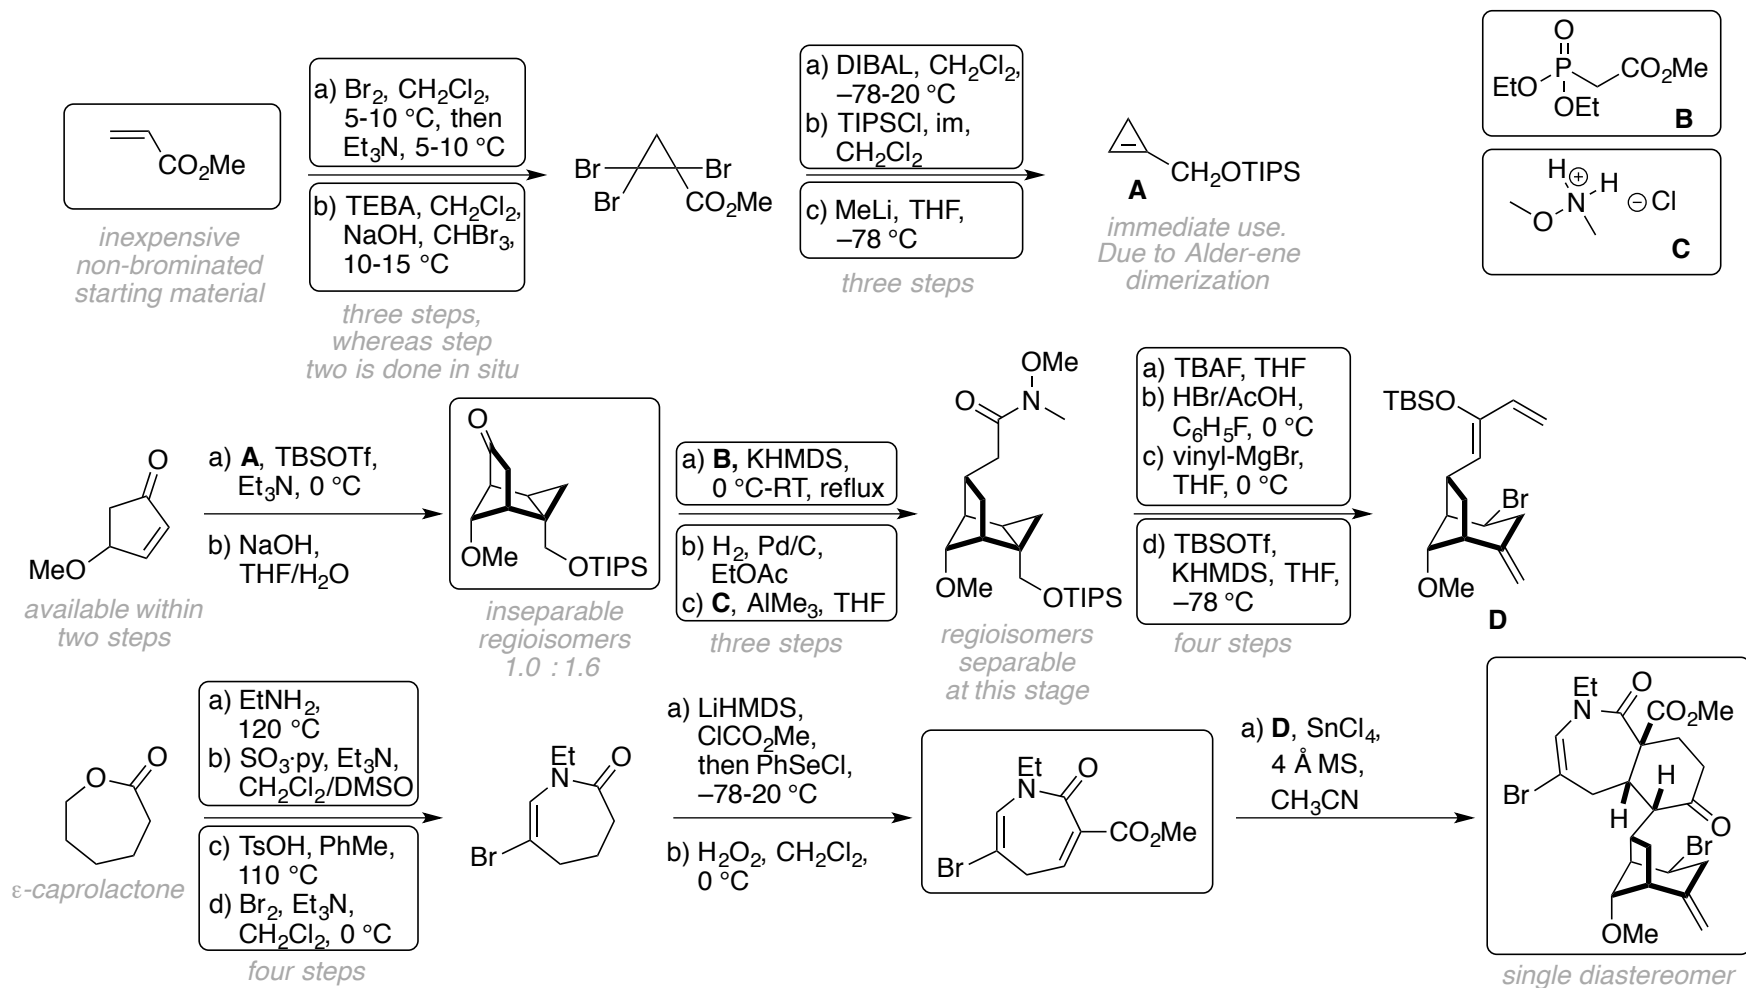 CO2Me
inexpensive
non-brominated
starting material
a) Br2, CH2Cl2,
5-10 °C, then
Et3N, 5-10 °C
b) TEBA, CH2Cl2,
NaOH, CHBr3,
10-15 °C
three steps,
whereas step
two is done in situ
Br
Br
Br
CO2Me
a) DIBAL, CH2Cl2,
–78-20 °C
b) TIPSCl, im,
CH2Cl2
c) MeLi, THF,
–78 °C
three steps
CH2OTIPS
A
immediate use.
Due to Alder-ene
dimerization
O
P
CO2Me
EtO
OEt
B
H
+
H
N
O
– Cl
C
O
MeO
available within
two steps
a) A, TBSOTf,
Et3N, 0 °C
b) NaOH,
THF/H2O
O
OMe
OTIPS
inseparable
regioisomers
1.0 : 1.6
a) B, KHMDS,
0 °C-RT, reflux
b) H2, Pd/C,
EtOAc
c) C, AlMe3, THF
three steps
OMe
O
N
OMe
OTIPS
regioisomers
separable
at this stage
a) TBAF, THF
b) HBr/AcOH,
C6H5F, 0 °C
c) vinyl-MgBr,
THF, 0 °C
d) TBSOTf,
KHMDS, THF,
–78 °C
four steps
TBSO
Br
OMe
D
O
O
ε-caprolactone
a) EtNH2,
120 °C
b) SO3·py, Et3N,
CH2Cl2/DMSO
c) TsOH, PhMe,
110 °C
d) Br2, Et3N,
CH2Cl2, 0 °C
four steps
Et
N
O
Br
a) LiHMDS,
ClCO2Me,
then PhSeCl,
–78-20 °C
b) H2O2, CH2Cl2,
0 °C
Et
N
O
CO2Me
Br
a) D, SnCl4,
4 Å MS,
CH3CN
Et
O
N
CO2Me
H
Br
H
O
Br
OMe
single diastereomer